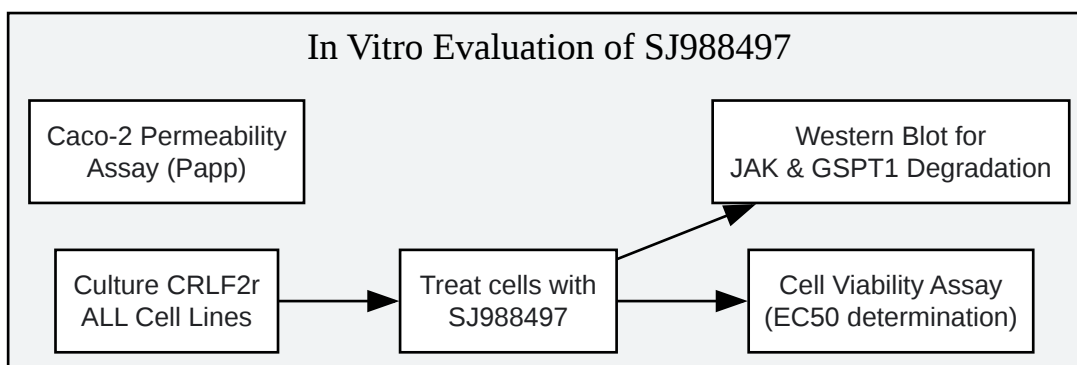 In Vitro Evaluation of SJ988497
Caco-2 Permeability
Assay (Papp)
Western Blot for
JAK & GSPT1 Degradation
Culture CRLF2r
ALL Cell Lines
Treat cells with
SJ988497
Cell Viability Assay
(EC50 determination)